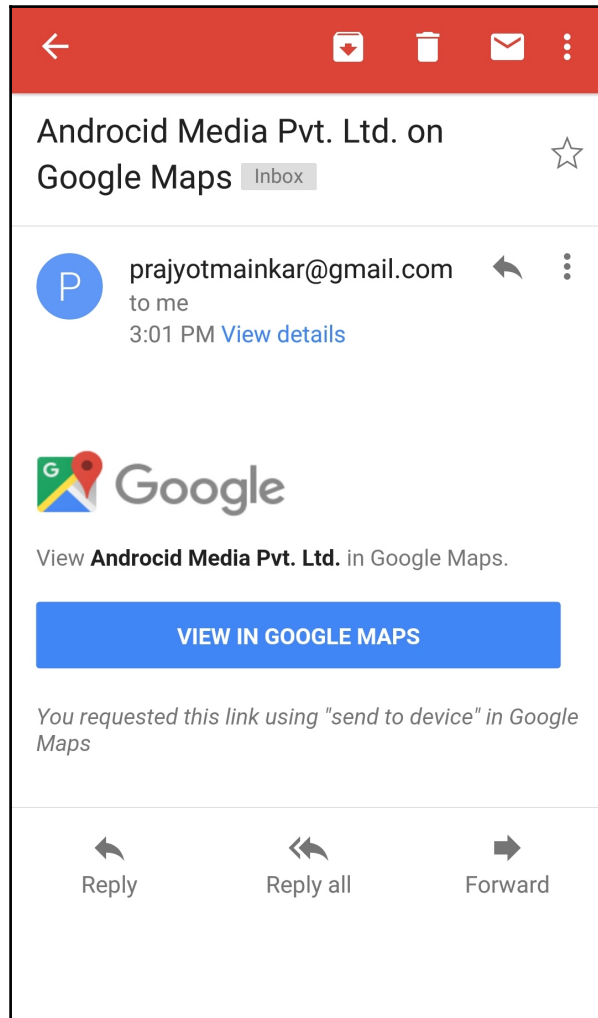 Androcid Media Pvt. Ltd. on
Google Maps Inbox
P
prajyotmainkar@gmail.com
to me
3:01 PM View details
G
Google
View Androcid Media Pvt. Ltd. in Google Maps.
VIEW IN GOOGLE MAPS
You requested this link using "send to device" in Google
Maps
Reply Reply all Forward